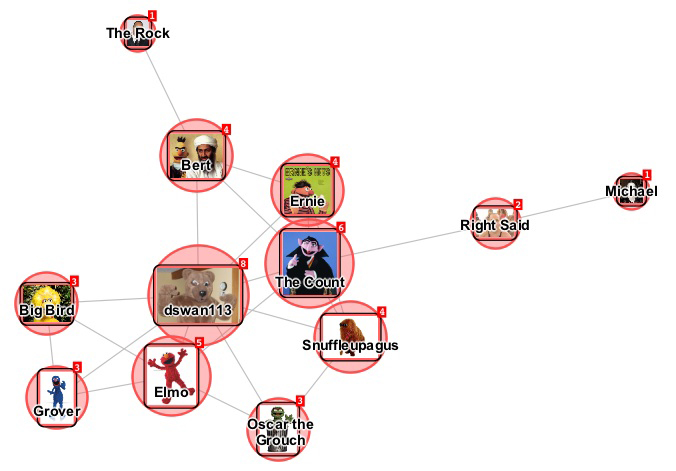 1
The Rock
4
Bert
4
Ernie
1
Michael
2
Right Said
6
The Count
8
dswan113
3
Big Bird
4
Snuffleupagus
5
Elmo
3
Grover
3
Oscar the
Grouch